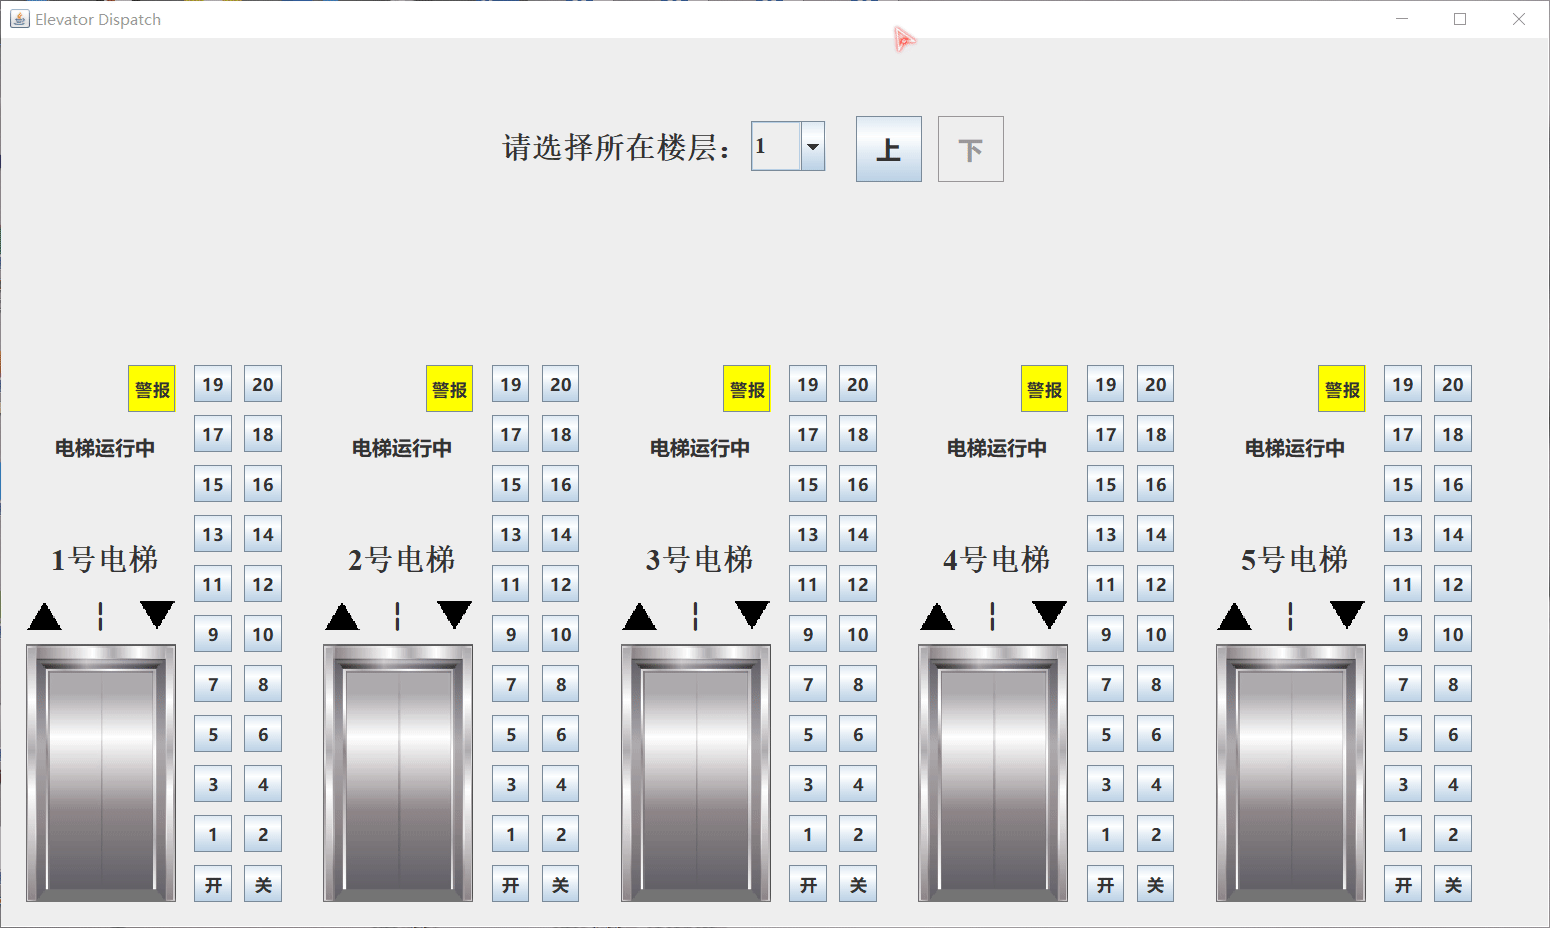 Elevator Dispatch
请选择所在楼层： 1 上 下
警报 19 20 警报 19 20 警报 19 20 警报 19 20 警报 19 20
电梯运行中 17 18 电梯运行中 17 18 电梯运行中 17 18 电梯运行中 17 18 电梯运行中 17 18
15 16 15 16 15 16 15 16 15 16
1号电梯 13 14 2号电梯 13 14 3号电梯 13 14 4号电梯 13 14 5号电梯 13 14
11 12 11 12 11 12 11 12 11 12
9 10 9 10 9 10 9 10 9 10
7 8 7 8 7 8 7 8 7 8
5 6 5 6 5 6 5 6 5 6
3 4 3 4 3 4 3 4 3 4
1 2 1 2 1 2 1 2 1 2
开 关 开 关 开 关 开 关 开 关